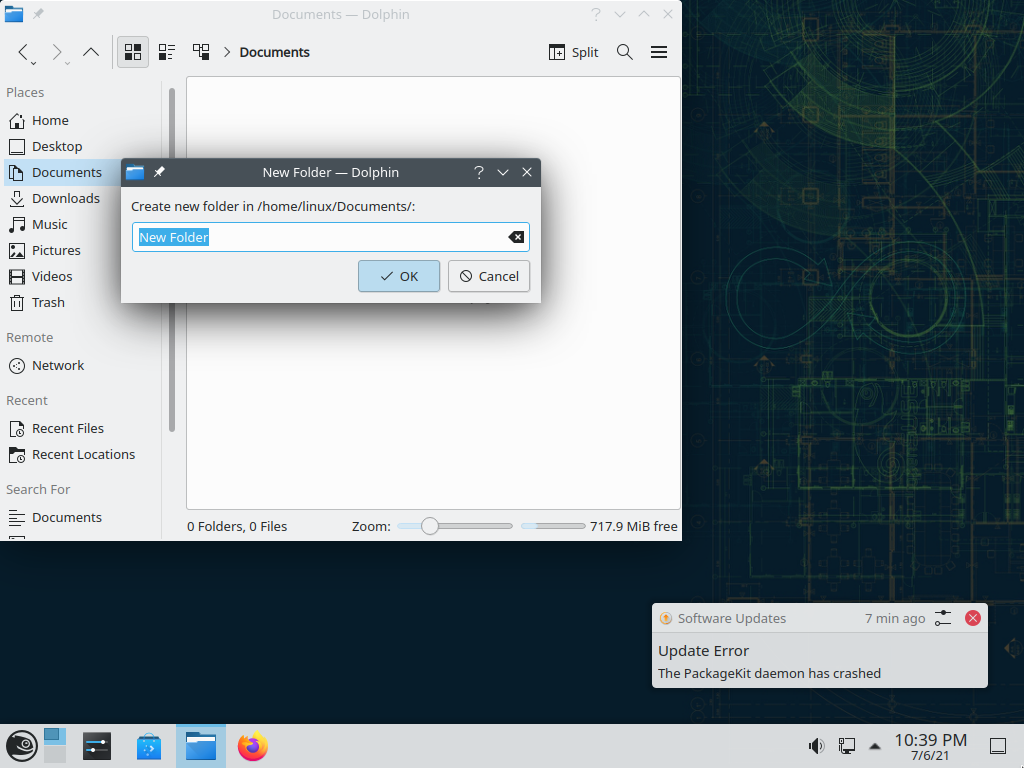 Documents — Dolphin
Documents
Split
Places
Home
Desktop
Documents
Downloads
Music
Pictures
Videos
Trash
Remote
Network
Recent
Recent Files
Recent Locations
Search For
Documents
New Folder — Dolphin
Create new folder in /home/linux/Documents/:
New Folder
OK
Cancel
0 Folders, 0 Files
Zoom:
717.9 MiB free
Software Updates
7 min ago
Update Error
The PackageKit daemon has crashed
10:39 PM
7/6/21